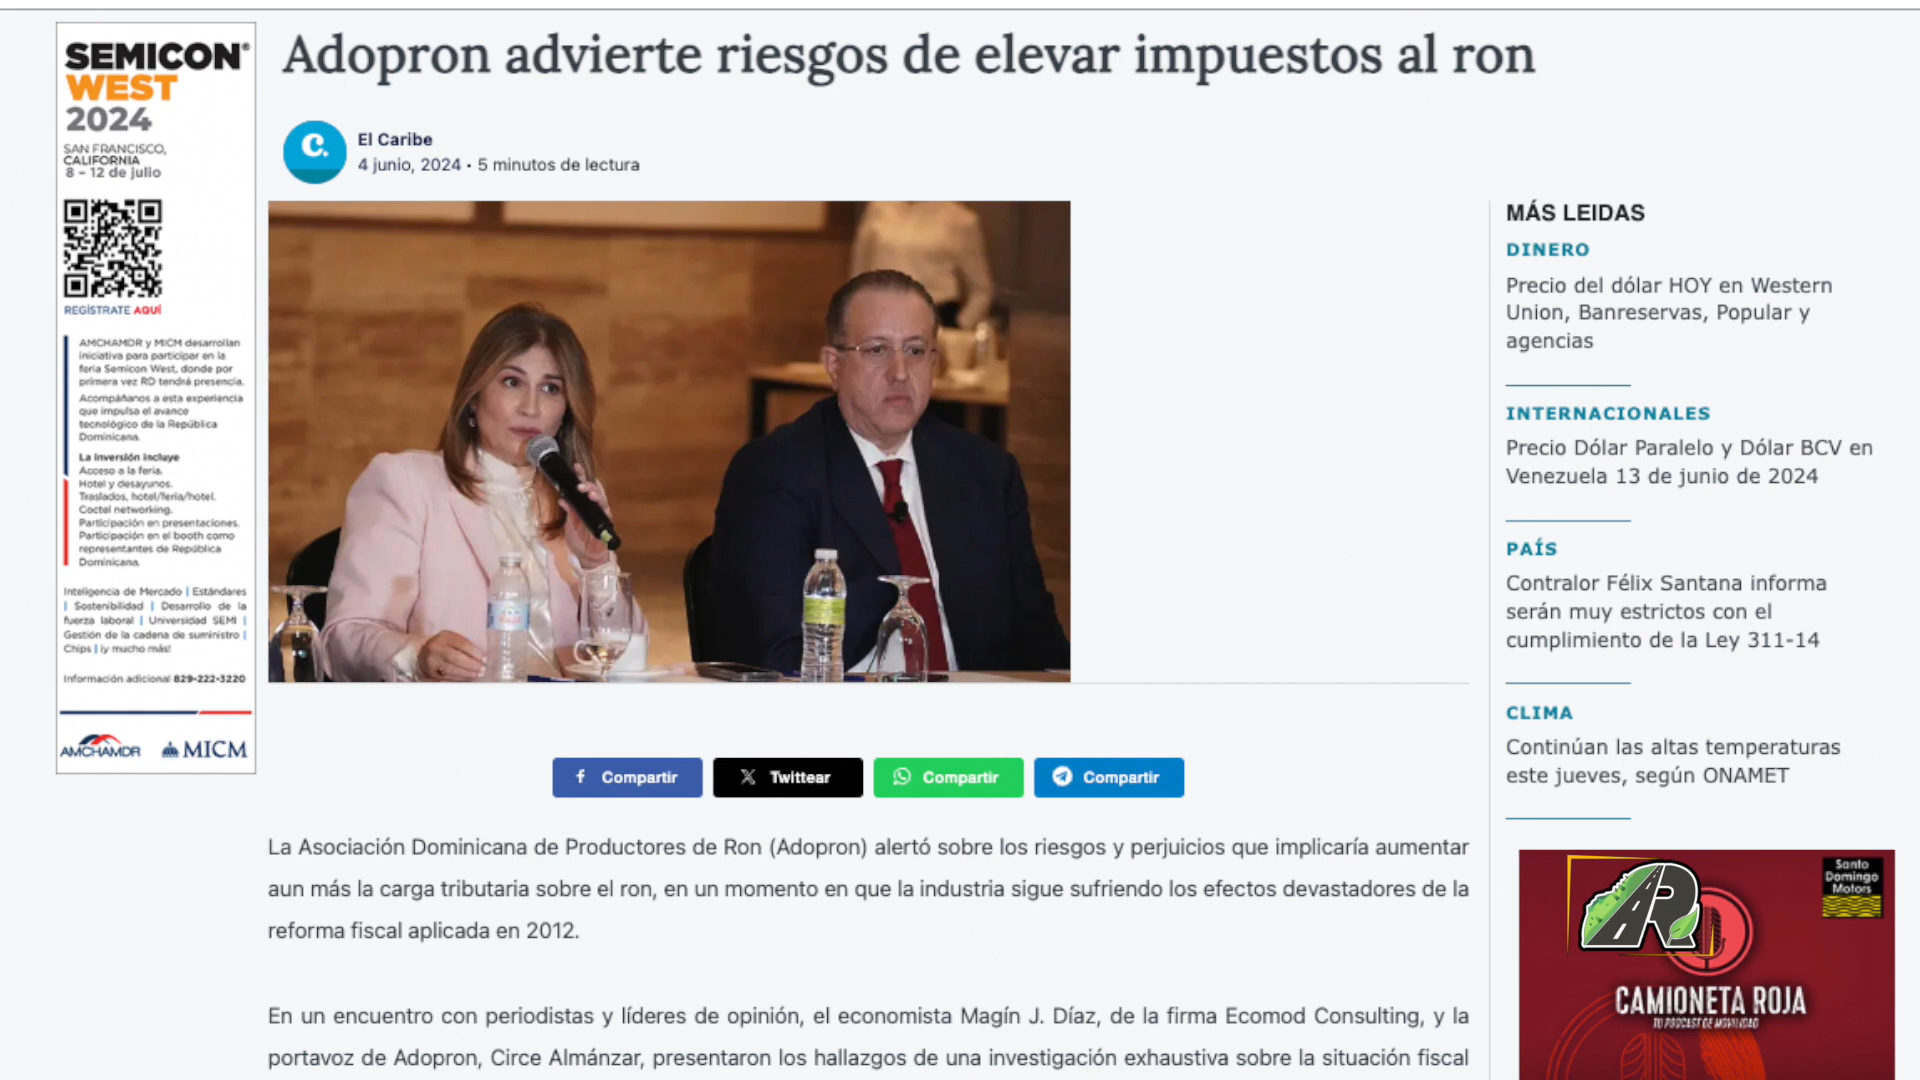 SEMICON®
WEST
2024
SAN FRANCISCO,
CALIFORNIA
8 – 12 de julio
REGÍSTRATE AQUÍ
AMCHAMDR y MICM desarrollan
iniciativa para participar en la
feria Semicon West, donde por
primera vez RD tendrá presencia.
Acompáñanos a esta experiencia
que impulsa el avance
tecnológico de la República
Dominicana.
La inversión incluye
Acceso a la feria.
Hotel y desayunos.
Traslados, hotel/feria/hotel.
Coctel networking.
Participación en presentaciones.
Participación en el booth como
representantes de República
Dominicana.
Inteligencia de Mercado | Estándares
| Sostenibilidad | Desarrollo de la
fuerza laboral | Universidad SEMI |
Gestión de la cadena de suministro |
Chips | ¡y mucho más!
Información adicional 829-222-3220
AMCHAMDR MICM
Adopron advierte riesgos de elevar impuestos al ron
c.
El Caribe
4 junio, 2024 • 5 minutos de lectura
Compartir
Twittear
Compartir
Compartir
La Asociación Dominicana de Productores de Ron (Adopron) alertó sobre los riesgos y perjuicios que implicaría aumentar
aun más la carga tributaria sobre el ron, en un momento en que la industria sigue sufriendo los efectos devastadores de la
reforma fiscal aplicada en 2012.
En un encuentro con periodistas y líderes de opinión, el economista Magín J. Díaz, de la firma Ecomod Consulting, y la
portavoz de Adopron, Circe Almánzar, presentaron los hallazgos de una investigación exhaustiva sobre la situación fiscal
MÁS LEIDAS
DINERO
Precio del dólar HOY en Western
Union, Banreservas, Popular y
agencias
INTERNACIONALES
Precio Dólar Paralelo y Dólar BCV en
Venezuela 13 de junio de 2024
PAÍS
Contralor Félix Santana informa
serán muy estrictos con el
cumplimiento de la Ley 311-14
CLIMA
Continúan las altas temperaturas
este jueves, según ONAMET
Santo
Domingo
Motors
AR
CAMIONETA ROJA
TU PODCAST DE MOVILIDAD